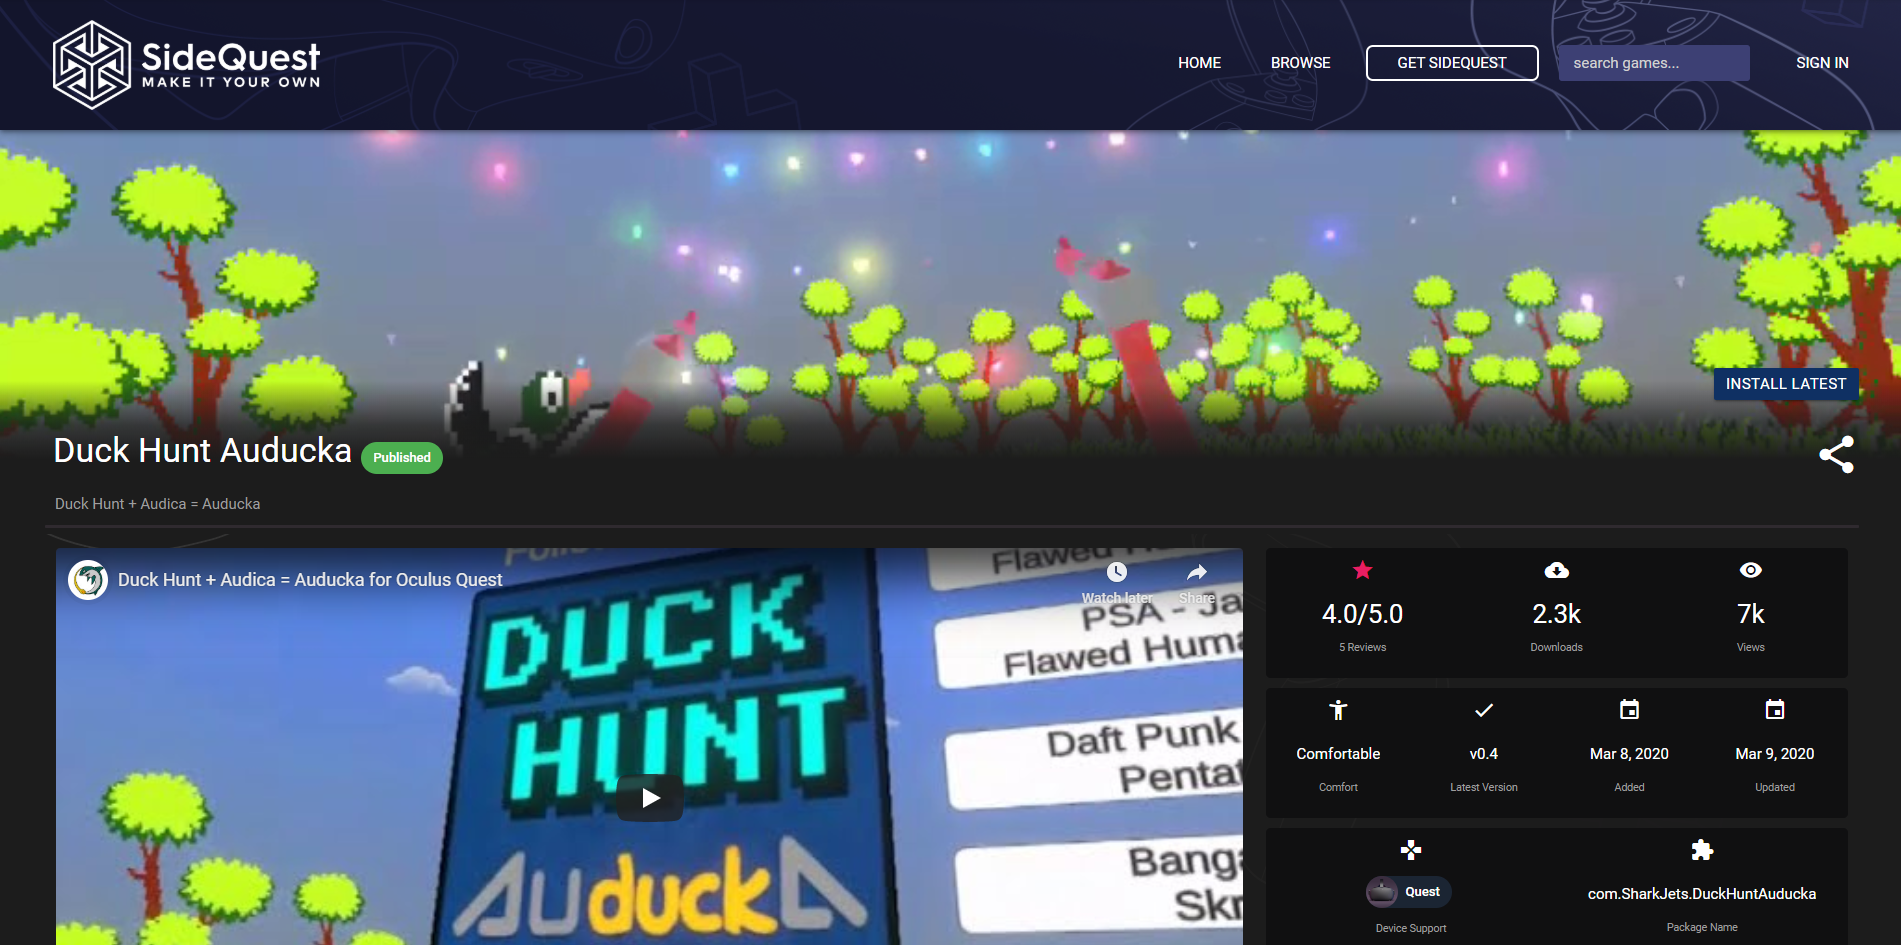 SideQuest
MAKE IT YOUR OWN
HOME
BROWSE
GET SIDEQUEST
search games...
SIGN IN
INSTALL LATEST
Duck Hunt Auducka
Published
Duck Hunt + Audica = Auducka
Duck Hunt + Audica = Auducka for Oculus Quest
Watch later
Share
DUCK
HUNT
AUduckA
Flawed
PSA - Ja
Flawed Huma
Daft Punk
Pentat
Banga
Skr
4.0/5.0
5 Reviews
2.3k
Downloads
7k
Views
Comfortable
Comfort
v0.4
Latest Version
Mar 8, 2020
Added
Mar 9, 2020
Updated
Quest
Device Support
com.SharkJets.DuckHuntAuducka
Package Name